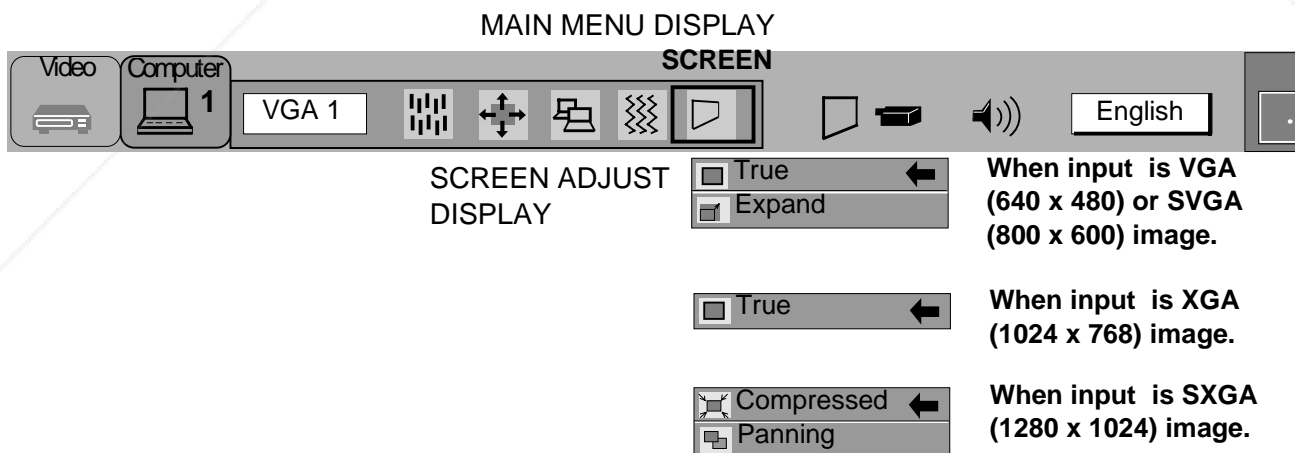 MAIN MENU DISPLAY
SCREEN
Video
Computer
1
VGA 1
English
SCREEN ADJUST
DISPLAY
True
Expand
When input is VGA
(640 x 480) or SVGA
(800 x 600) image.
True
When input is XGA
(1024 x 768) image.
Compressed
Panning
When input is SXGA
(1280 x 1024) image.